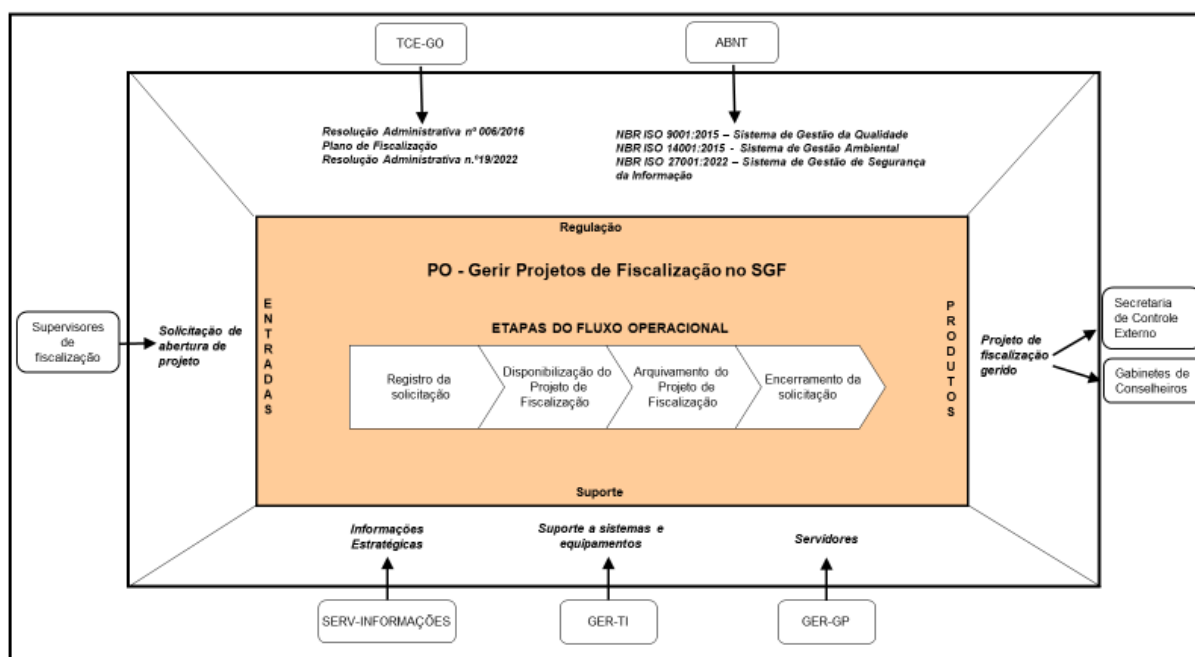 TCE-GO
ABNT
Resolução Administrativa nº 006/2016
Plano de Fiscalização
Resolução Administrativa n.º19/2022
NBR ISO 9001:2015 – Sistema de Gestão da Qualidade
NBR ISO 14001:2015 - Sistema de Gestão Ambiental
NBR ISO 27001:2022 – Sistema de Gestão de Segurança
da Informação
Regulação
PO - Gerir Projetos de Fiscalização no SGF
Supervisores
de
fiscalização
Solicitação de
abertura de
projeto
ENTRADAS
ETAPAS DO FLUXO OPERACIONAL
Registro da
solicitação
Disponibilização do
Projeto de
Fiscalização
Arquivamento do
Projeto de
Fiscalização
Encerramento da
solicitação
PRODUTOS
Projeto de
fiscalização
gerido
Secretaria
de Controle
Externo
Gabinetes de
Conselheiros
Suporte
Informações
Estratégicas
Suporte a sistemas e
equipamentos
Servidores
SERV-INFORMAÇÕES
GER-TI
GER-GP